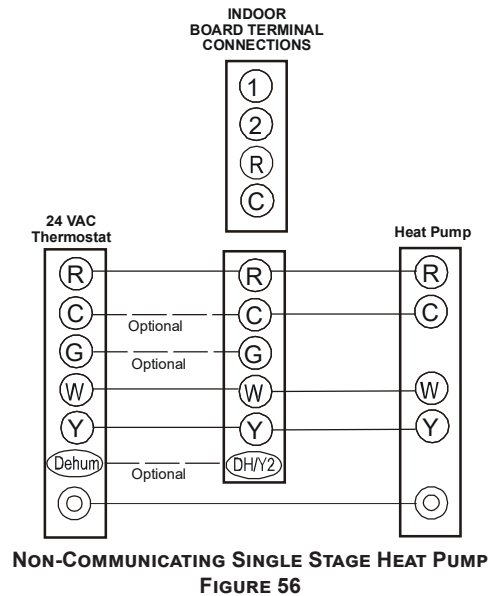 INDOOR
BOARD TERMINAL
CONNECTIONS
1
2
R
C
24 VAC
Thermostat
Heat Pump
R R R
C Optional C C
G Optional G
W W W
Y Y Y
Dehum Optional DH/Y2
O O
NON-COMMUNICATING SINGLE STAGE HEAT PUMP
FIGURE 56